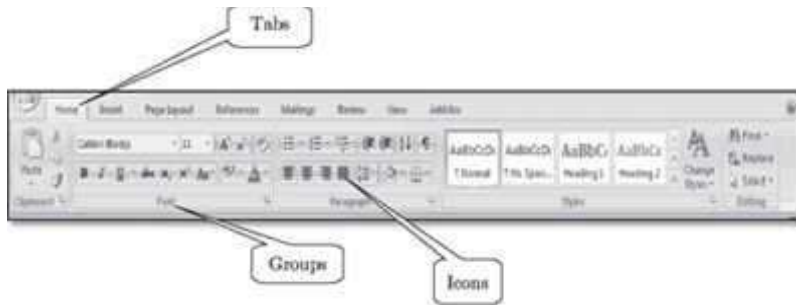 Tabs
Home Insert Page Layout References Mailings Review View Add-Ins
Calibri (Body) 11 AaBbCcDc AaBbCcDc AaBbCc AaBbCc Find
Replace
Paste Normal No Spaci... Heading 1 Heading 2 Change Styles Select
Clipboard Font Paragraph Styles Editing
Groups
Icons